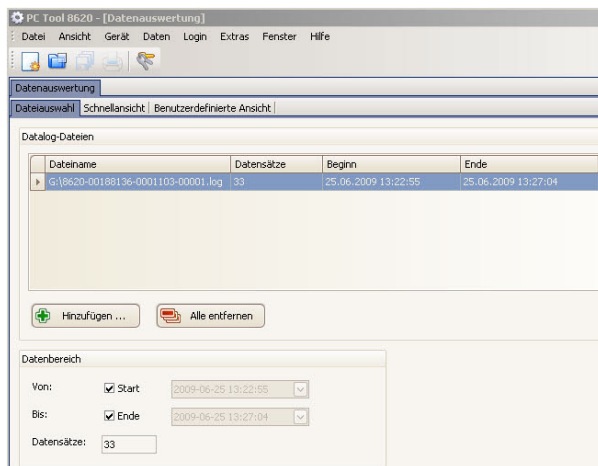 PC Tool 8620 - [Datenauswertung]
Datei Ansicht Gerät Daten Login Extras Fenster Hilfe
Datenauswertung
Dateiauswahl Schnellansicht Benutzerdefinierte Ansicht
Datalog-Dateien
Dateiname Datensätze Beginn Ende
G:\8620-00188136-0001103-00001.log 33 25.06.2009 13:22:55 25.06.2009 13:27:04
Hinzufügen ... Alle entfernen
Datenbereich
Von: Start 2009-06-25 13:22:55
Bis: Ende 2009-06-25 13:27:04
Datensätze: 33